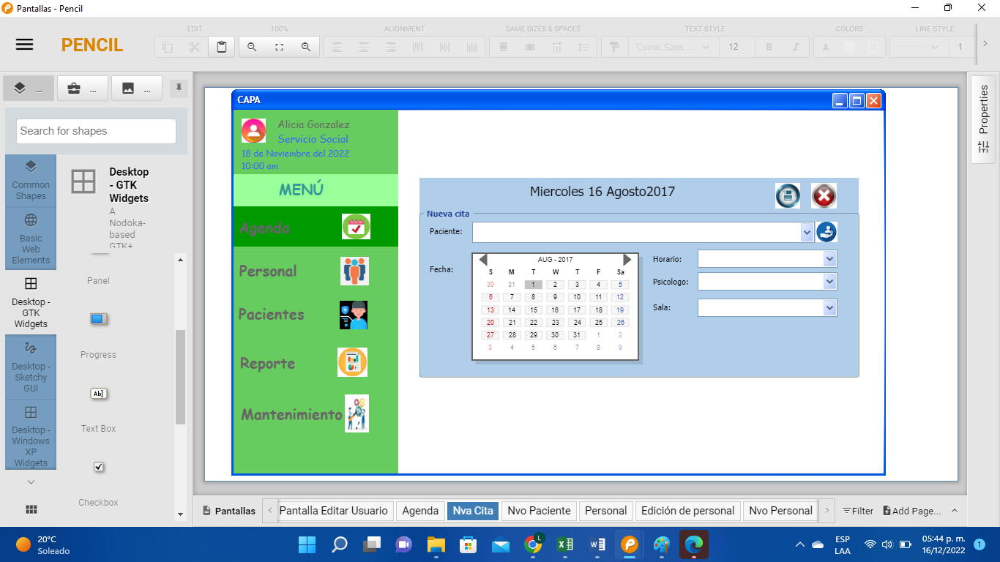 Pantallas - Pencil
PENCIL
EDIT
100%
ALIGNMENT
SAME SIZES & SPACES
TEXT STYLE
COLORS
LINE STYLE
'Comic Sans...
12
B
I
A
1
...
...
...
Search for shapes
Common
Shapes
Basic
Web
Elements
Desktop -
GTK
Widgets
Desktop -
Sketchy
GUI
Desktop -
Windows
XP
Widgets
Desktop
- GTK
Widgets
A
Nodoka-
based
GTK+
Panel
Progress
Ab
Text Box
Checkbox
CAPA
Alicia Gonzalez
Servicio Social
18 de Noviembre del 2022
10:00 am
MENÚ
Agenda
Personal
Pacientes
Reporte
Mantenimiento
Miercoles 16 Agosto2017
Nueva cita
Paciente:
Fecha:
AUG - 2017
S M T W T F Sa
30 31 1 2 3 4 5
6 7 8 9 10 11 12
13 14 15 16 17 18 19
20 21 22 23 24 25 26
27 28 29 30 31 1 2
3 4 5 6 7 8 9
Horario:
Psicologo:
Sala:
Properties
Pantallas
Pantalla Editar Usuario
Agenda
Nva Cita
Nvo Paciente
Personal
Edición de personal
Nvo Personal
Filter
Add Page...
20°C
Soleado
L
ESP
LAA
05:44 p. m.
16/12/2022
1